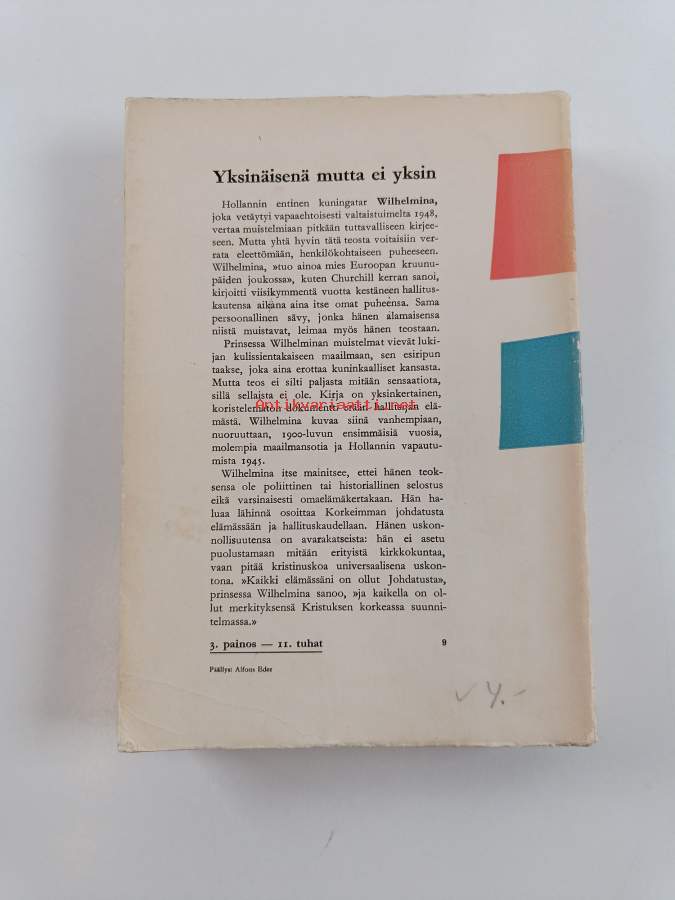 Yksinäisenä mutta ei yksin
Hollannin entinen kuningatar Wilhelmina,
joka vetäytyi vapaaehtoisesti valtaistuimelta 1948,
vertaa muistelmiaan pitkään tuttavalliseen kirjee-
seen. Mutta yhtä hyvin tätä teosta voitaisiin ver-
rata eleettömään, henkilökohtaiseen puheeseen.
Wilhelmina, »tuo ainoa mies Euroopan kruunu-
päiden joukossa», kuten Churchill kerran sanoi,
kirjoitti viisikymmentä vuotta kestäneen hallitus-
kautensa aikana aina itse omat puheensa. Sama
persoonallinen sävy, jonka hänen alamaisensa
niistä muistavat, leimaa myös hänen teostaan.
Prinsessa Wilhelminan muistelmat vievät luki-
jan kulissientakaiseen maailmaan, sen esiripun
taakse, joka aina erottaa kuninkaalliset kansasta.
Mutta teos ei silti paljasta mitään sensaatiota,
sillä sellaista ei ole. Kirja on yksinkertainen,
koristelematon dokumentti erään hallitsijan elä-
Antikvariaatti.net
mästä. Wilhelmina kuvaa siinä vanhempiaan,
nuoruuttaan, 1900-luvun ensimmäisiä vuosia,
molempia maailmansotia ja Hollannin vapautu-
mista 1945.
Wilhelmina itse mainitsee, ettei hänen teok-
sensa ole poliittinen tai historiallinen selostus
eikä varsinaisesti omaelämäkertakaan. Hän ha-
luaa lähinnä osoittaa Korkeimman johdatusta
elämässään ja hallituskaudellaan. Hänen uskon-
nollisuutensa on avarakatseista: hän ei asetu
puolustamaan mitään erityistä kirkkokuntaa,
vaan pitää kristinuskoa universaalisena uskon-
tona. »Kaikki elämässäni on ollut Johdatusta»,
prinsessa Wilhelmina sanoo, »ja kaikella on ol-
lut merkityksensä Kristuksen korkeassa suunni-
telmassa.»
3. painos — 11. tuhat 9
Päällys: Alfons Eder